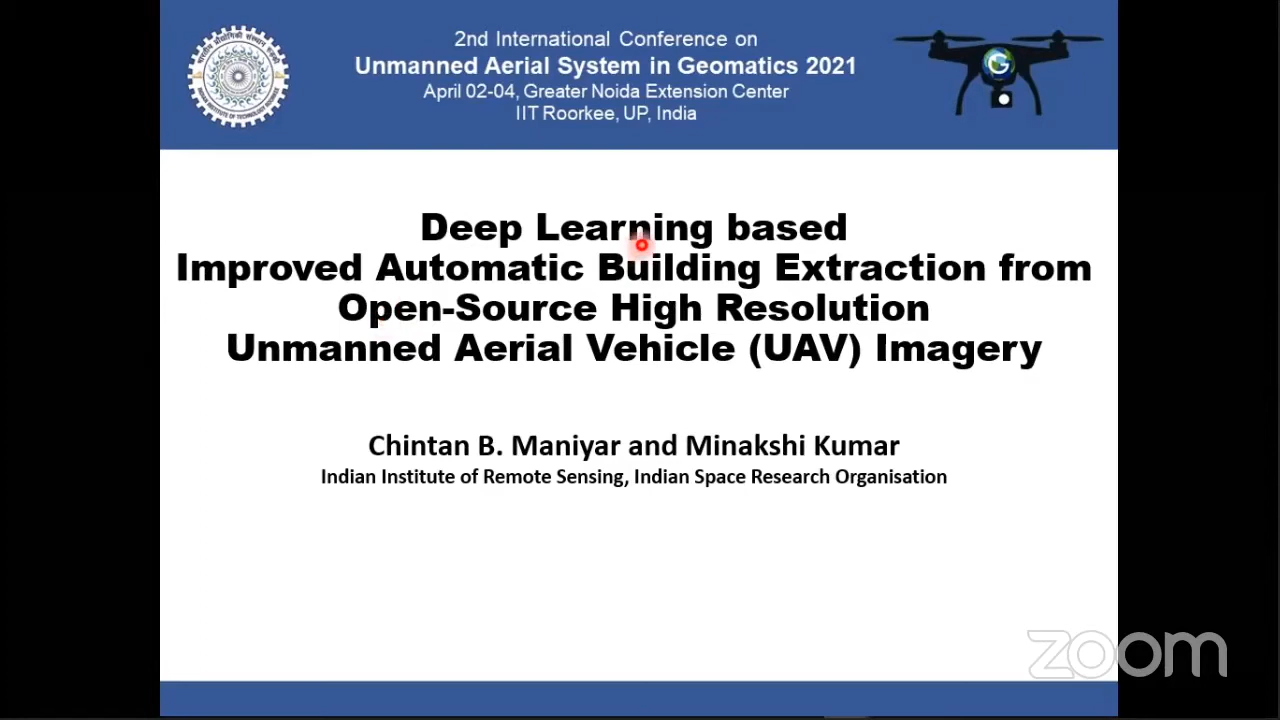 2nd International Conference on
Unmanned Aerial System in Geomatics 2021
April 02-04, Greater Noida Extension Center
IIT Roorkee, UP, India
G
Deep Learning based
Improved Automatic Building Extraction from
Open-Source High Resolution
Unmanned Aerial Vehicle (UAV) Imagery
Chintan B. Maniyar and Minakshi Kumar
Indian Institute of Remote Sensing, Indian Space Research Organisation
zoom